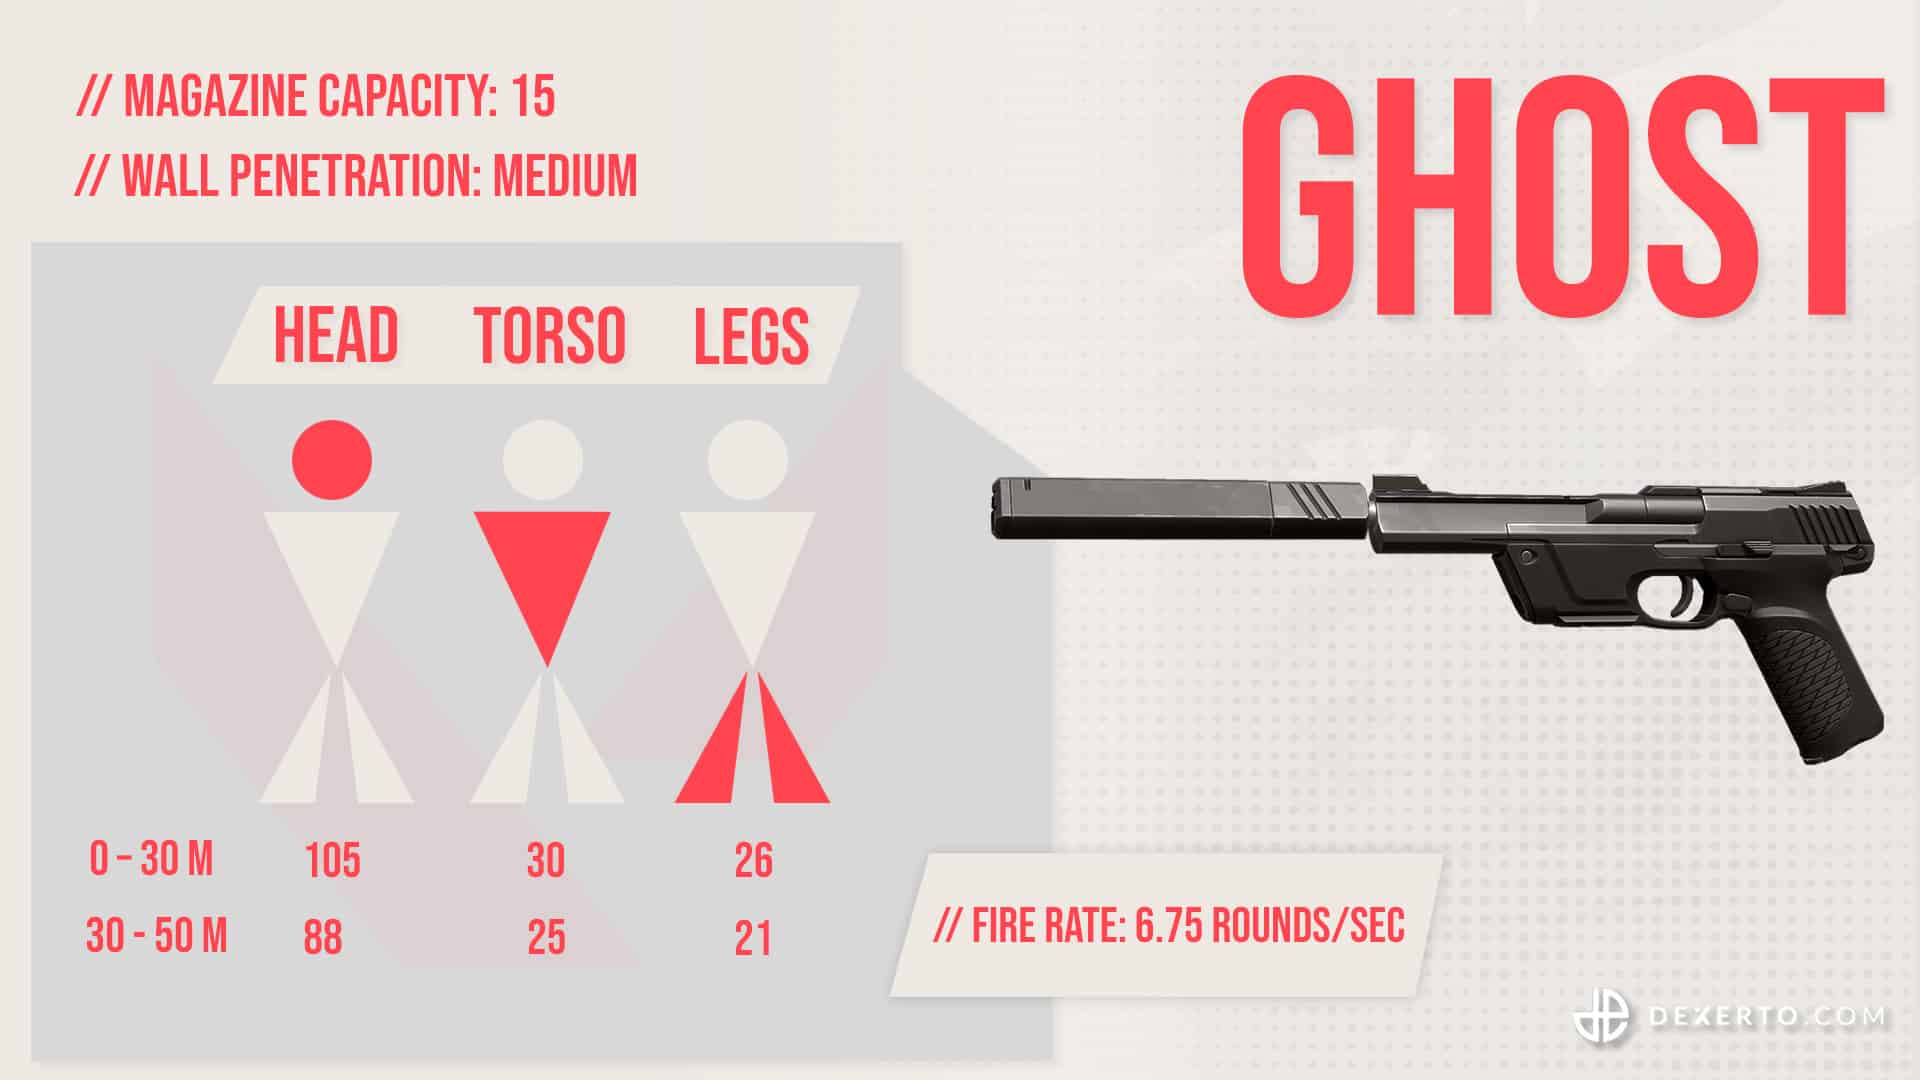 // MAGAZINE CAPACITY: 15
// WALL PENETRATION: MEDIUM
GHOST
HEAD TORSO LEGS
0 – 30 M 105 30 26
30 - 50 M 88 25 21
// FIRE RATE: 6.75 ROUNDS/SEC
DEXERTO.COM